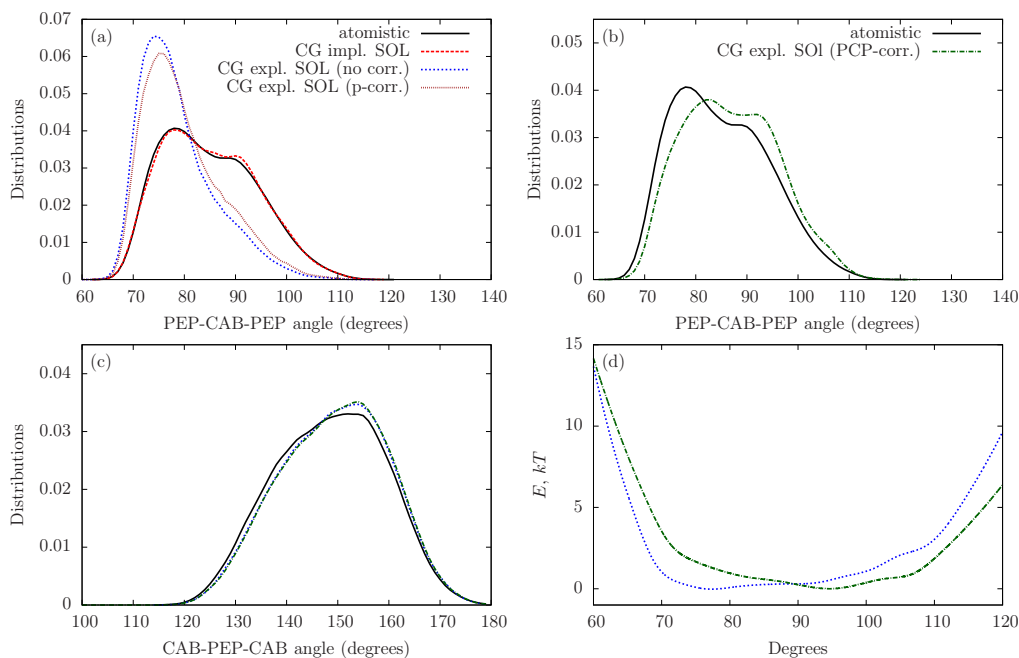 (a)
atomistic
CG impl. SOL
CG expl. SOL (no corr.)
CG expl. SOL (p-corr.)
0.07
0.06
0.05
0.04
0.03
0.02
0.01
0
Distributions
60 70 80 90 100 110 120 130 140
PEP-CAB-PEP angle (degrees)
(b)
atomistic
CG expl. SOl (PCP-corr.)
0.05
0.04
0.03
0.02
0.01
0
Distributions
60 70 80 90 100 110 120 130 140
PEP-CAB-PEP angle (degrees)
(c)
0.04
0.03
0.02
0.01
0
Distributions
100 110 120 130 140 150 160 170 180
CAB-PEP-CAB angle (degrees)
(d)
15
10
5
0
E, kT
60 70 80 90 100 110 120
Degrees